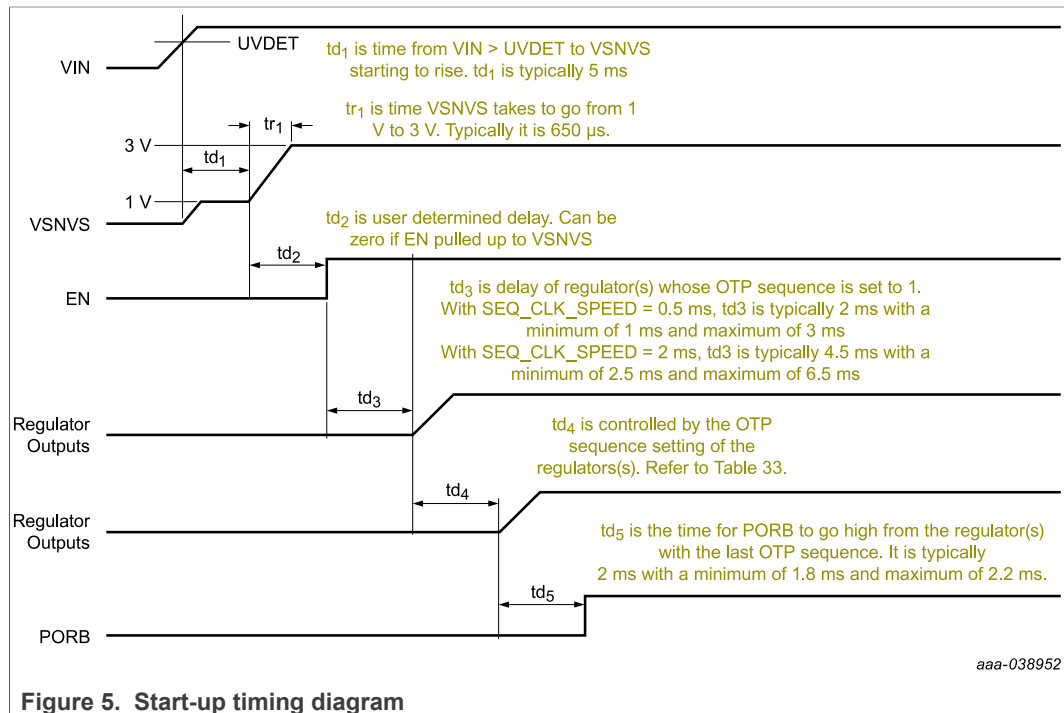 UVDET
VIN
td1 is time from VIN > UVDET to VSNVS
starting to rise. td1 is typically 5 ms
tr1
tr1 is time VSNVS takes to go from 1
V to 3 V. Typically it is 650 µs.
3 V
td1
1 V
VSNVS
td2 is user determined delay. Can be
zero if EN pulled up to VSNVS
td2
EN
td3 is delay of regulator(s) whose OTP sequence is set to 1.
With SEQ_CLK_SPEED = 0.5 ms, td3 is typically 2 ms with a
minimum of 1 ms and maximum of 3 ms
With SEQ_CLK_SPEED = 2 ms, td3 is typically 4.5 ms with a
minimum of 2.5 ms and maximum of 6.5 ms
td3
Regulator
Outputs
td4 is controlled by the OTP
sequence setting of the
regulators(s). Refer to Table 33.
td4
Regulator
Outputs
td5 is the time for PORB to go high from the regulator(s)
with the last OTP sequence. It is typically
2 ms with a minimum of 1.8 ms and maximum of 2.2 ms.
td5
PORB
aaa-038952
Figure 5. Start-up timing diagram